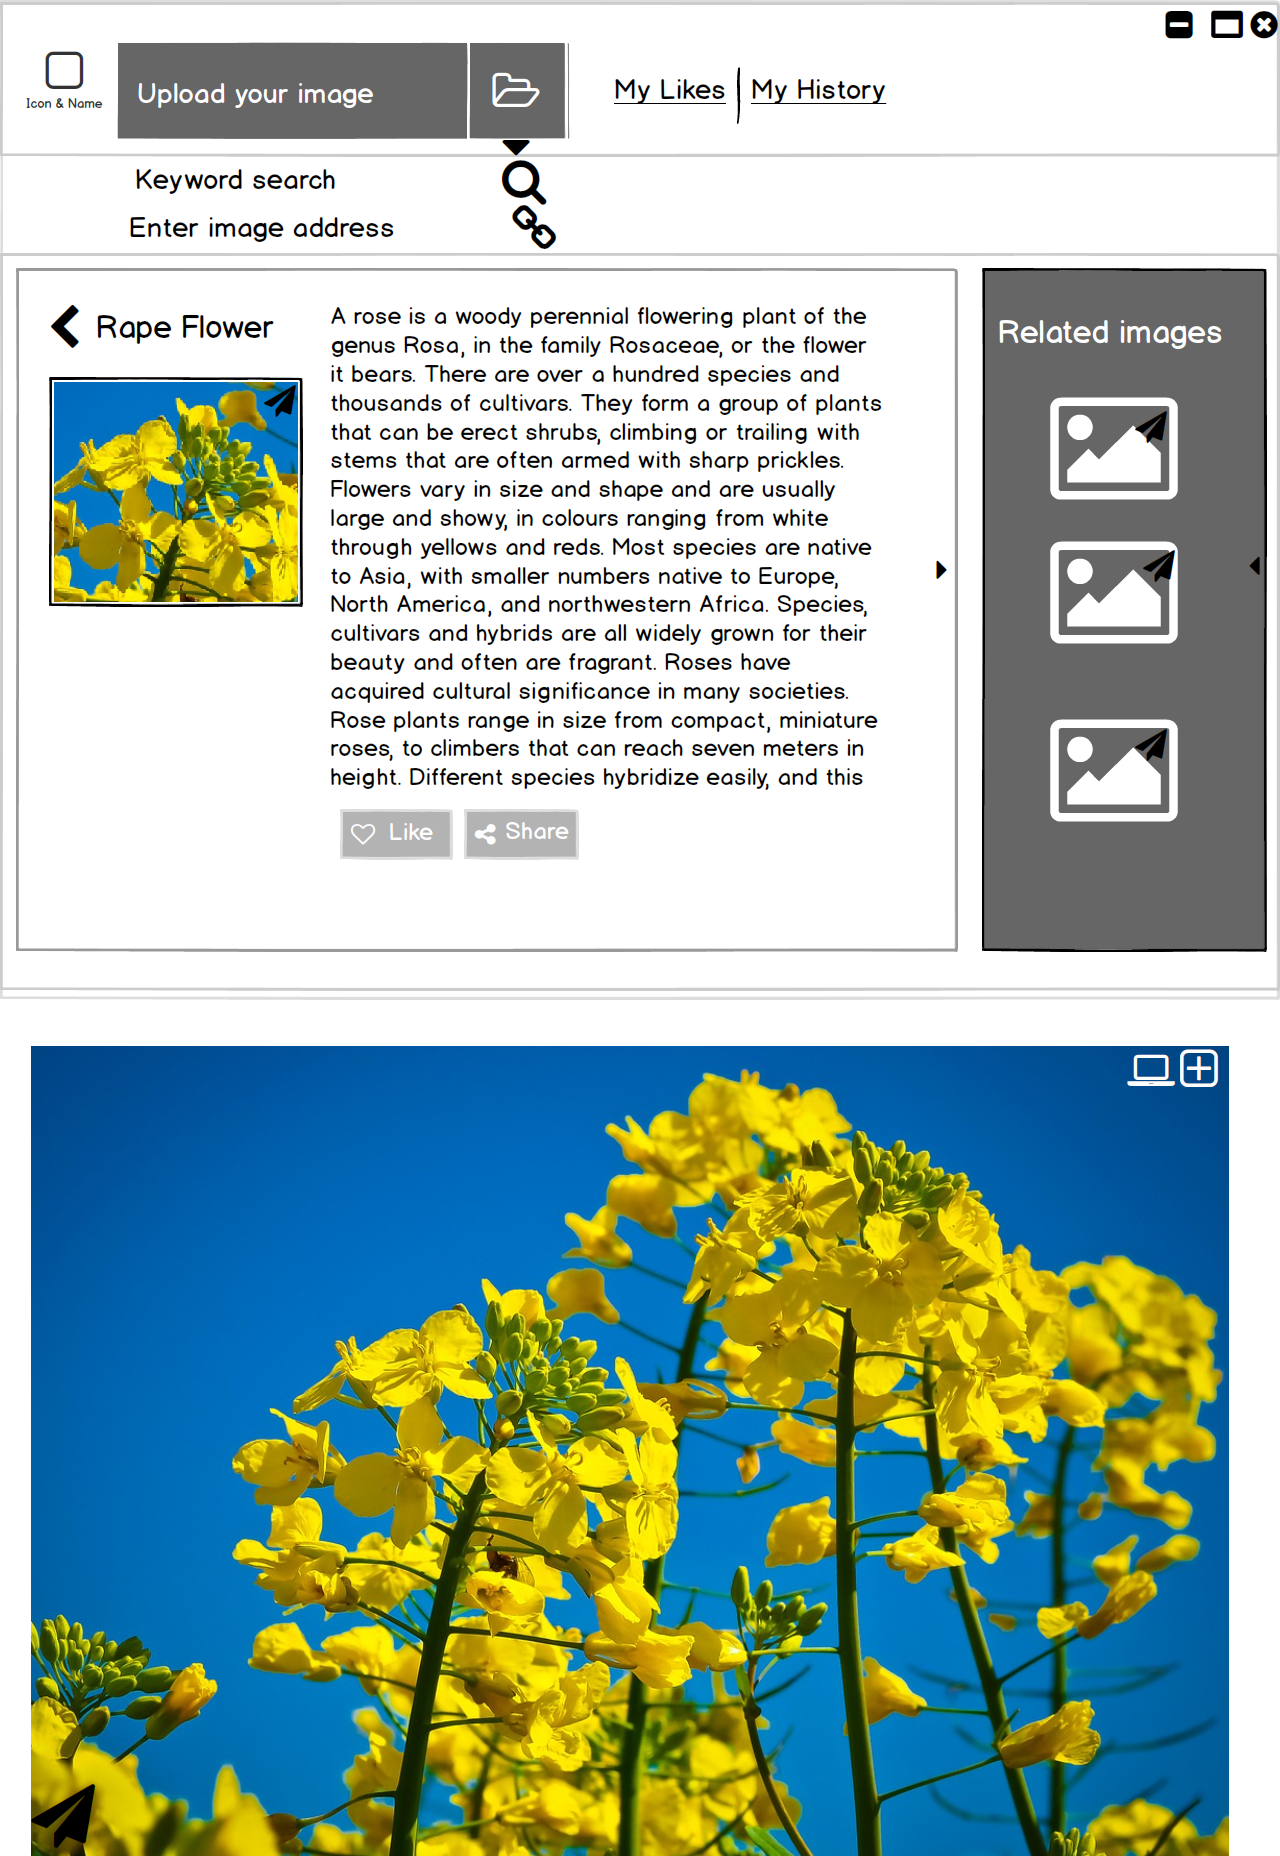 Icon & Name
Upload your image
My Likes
My History
Keyword search
Enter image address
Rape Flower
A rose is a woody perennial flowering plant of the
genus Rosa, in the family Rosaceae, or the flower
it bears. There are over a hundred species and
thousands of cultivars. They form a group of plants
that can be erect shrubs, climbing or trailing with
stems that are often armed with sharp prickles.
Flowers vary in size and shape and are usually
large and showy, in colours ranging from white
through yellows and reds. Most species are native
to Asia, with smaller numbers native to Europe,
North America, and northwestern Africa. Species,
cultivars and hybrids are all widely grown for their
beauty and often are fragrant. Roses have
acquired cultural significance in many societies.
Rose plants range in size from compact, miniature
roses, to climbers that can reach seven meters in
height. Different species hybridize easily, and this
Like
Share
Related images